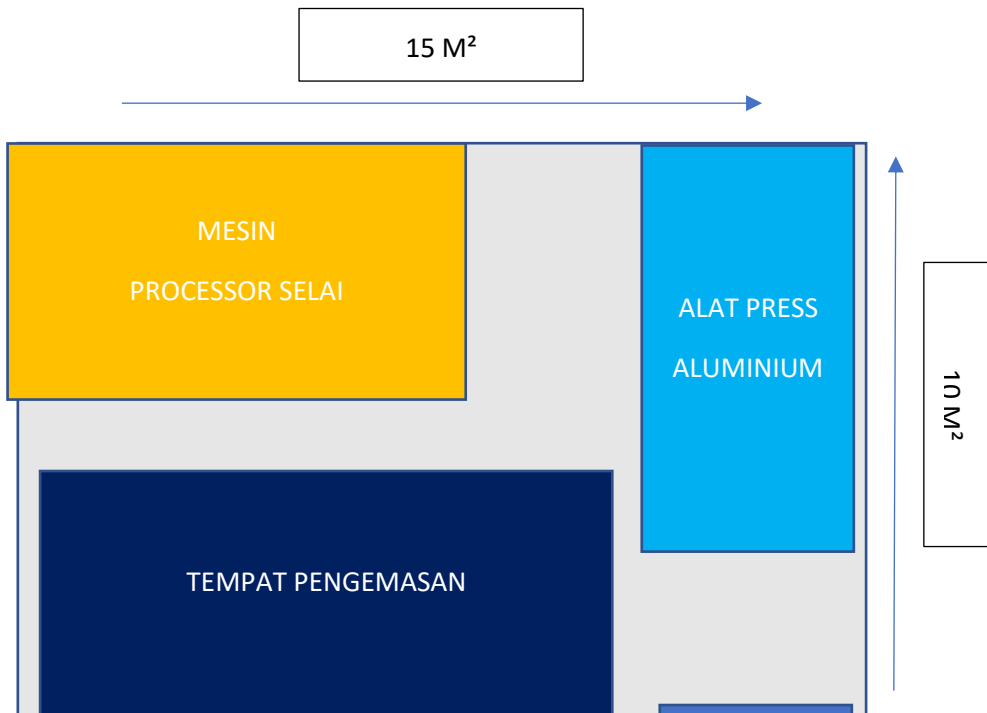 15 M²
MESIN
PROCESSOR SELAI
ALAT PRESS
ALUMINIUM
10 M²
TEMPAT PENGEMASAN